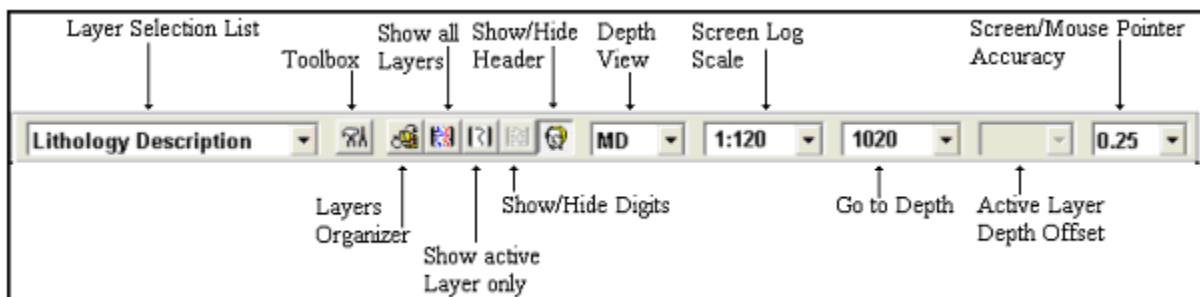 Layer Selection List
Toolbox
Show all
Layers
Show/Hide
Header
Depth
View
Screen Log
Scale
Screen/Mouse Pointer
Accuracy
Lithology Description
MD
1:120
1020
0.25
Layers
Organizer
Show active
Layer only
Show/Hide Digits
Go to Depth
Active Layer
Depth Offset